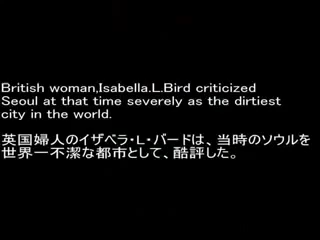 British woman,Isabella.L.Bird criticized
Seoul at that time severely as the dirtiest
city in the world.
英国婦人のイザベラ・L・バードは、当時のソウルを
世界一不潔な都市として、酷評した。